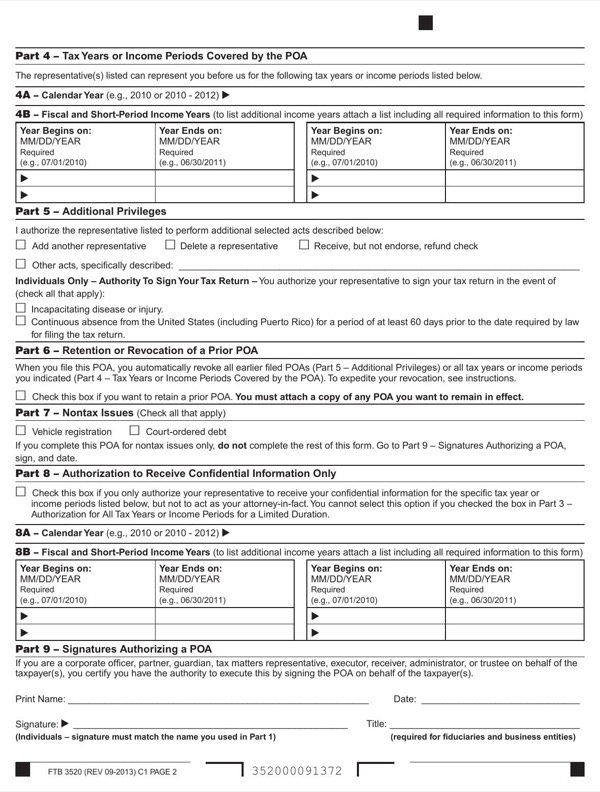 Part 4 – Tax Years or Income Periods Covered by the POA
The representative(s) listed can represent you before us for the following tax years or income periods listed below.
4A – Calendar Year (e.g., 2010 or 2010 - 2012) ▶
4B – Fiscal and Short-Period Income Years (to list additional income years attach a list including all required information to this form)
Year Begins on: Year Ends on: Year Begins on: Year Ends on:
MM/DD/YEAR MM/DD/YEAR MM/DD/YEAR MM/DD/YEAR
Required Required Required Required
(e.g., 07/01/2010) (e.g., 06/30/2011) (e.g., 07/01/2010) (e.g., 06/30/2011)
▶ ▶
▶ ▶
Part 5 – Additional Privileges
I authorize the representative listed to perform additional selected acts described below:
☐ Add another representative ☐ Delete a representative ☐ Receive, but not endorse, refund check
☐ Other acts, specifically described:
Individuals Only – Authority To Sign Your Tax Return – You authorize your representative to sign your tax return in the event of
(check all that apply):
☐ Incapacitating disease or injury.
☐ Continuous absence from the United States (including Puerto Rico) for a period of at least 60 days prior to the date required by law
for filing the tax return.
Part 6 – Retention or Revocation of a Prior POA
When you file this POA, you automatically revoke all earlier filed POAs (Part 5 – Additional Privileges) or all tax years or income periods
you indicated (Part 4 – Tax Years or Income Periods Covered by the POA). To expedite your revocation, see instructions.
☐ Check this box if you want to retain a prior POA. You must attach a copy of any POA you want to remain in effect.
Part 7 – Nontax Issues (Check all that apply)
☐ Vehicle registration ☐ Court-ordered debt
If you complete this POA for nontax issues only, do not complete the rest of this form. Go to Part 9 – Signatures Authorizing a POA,
sign, and date.
Part 8 – Authorization to Receive Confidential Information Only
☐ Check this box if you only authorize your representative to receive your confidential information for the specific tax year or
income periods listed below, but not to act as your attorney-in-fact. You cannot select this option if you checked the box in Part 3 –
Authorization for All Tax Years or Income Periods for a Limited Duration.
8A – Calendar Year (e.g., 2010 or 2010 - 2012) ▶
8B – Fiscal and Short-Period Income Years (to list additional income years attach a list including all required information to this form)
Year Begins on: Year Ends on: Year Begins on: Year Ends on:
MM/DD/YEAR MM/DD/YEAR MM/DD/YEAR MM/DD/YEAR
Required Required Required Required
(e.g., 07/01/2010) (e.g., 06/30/2011) (e.g., 07/01/2010) (e.g., 06/30/2011)
▶ ▶
▶ ▶
Part 9 – Signatures Authorizing a POA
If you are a corporate officer, partner, guardian, tax matters representative, executor, receiver, administrator, or trustee on behalf of the
taxpayer(s), you certify you have the authority to execute this by signing the POA on behalf of the taxpayer(s).
Print Name: Date:
Signature: ▶ Title:
(Individuals – signature must match the name you used in Part 1) (required for fiduciaries and business entities)
FTB 3520 (REV 09-2013) C1 PAGE 2 352000091372